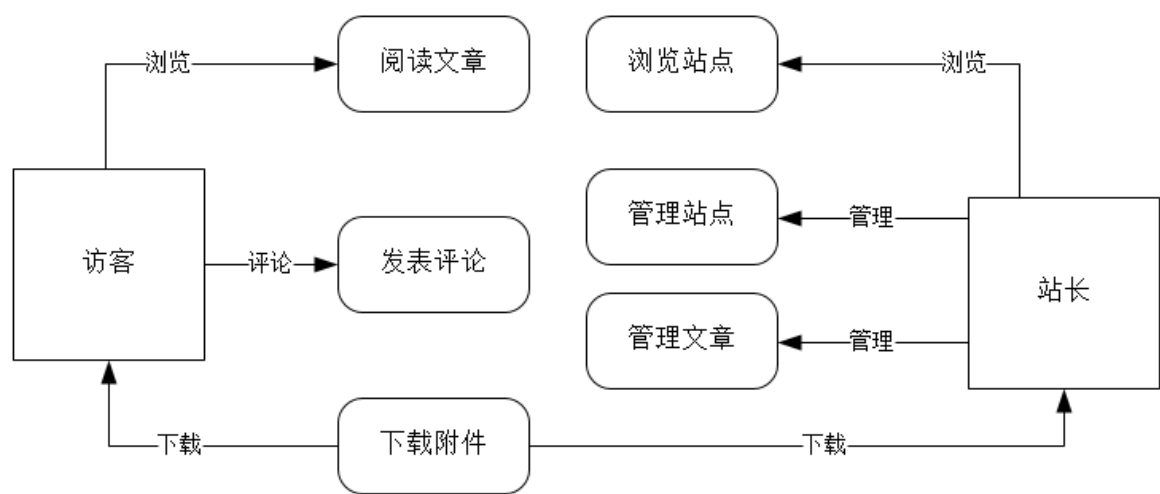 浏览
阅读文章
浏览站点
浏览
访客
评论
发表评论
管理站点
管理
管理文章
管理
站长
下载
下载附件
下载